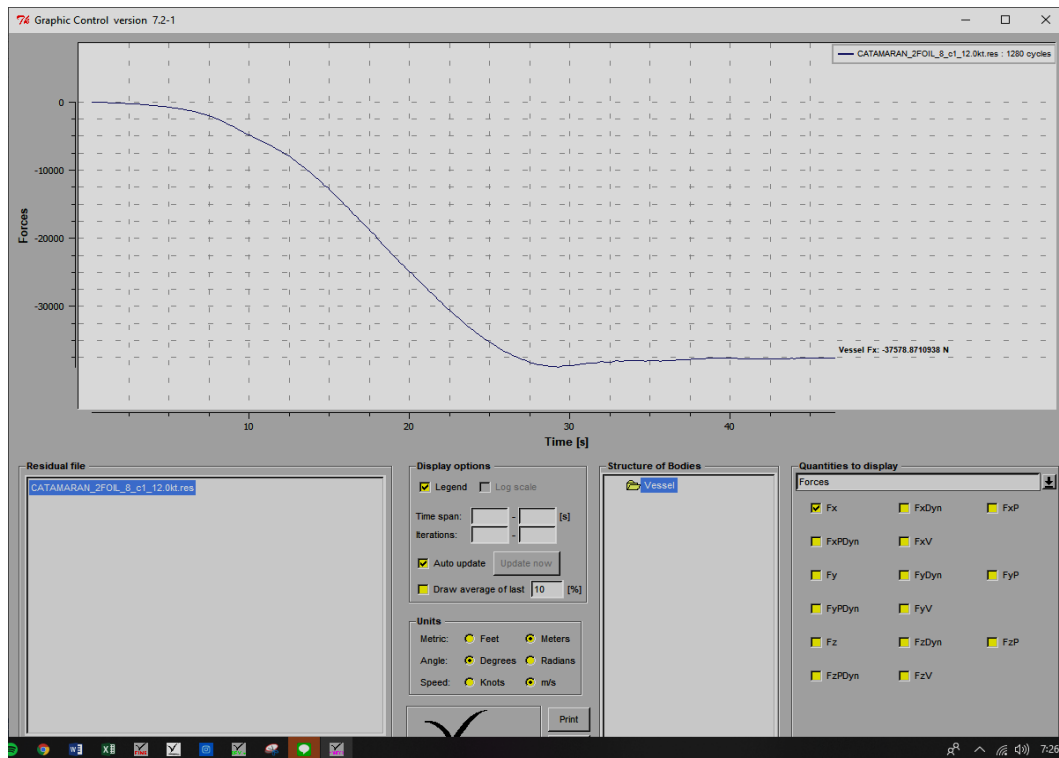 Graphic Control version 7.2-1
CATAMARAN_2FOIL_8_c1_12.0kt.res : 1280 cycles
0
-10000
-20000
-30000
Forces
Vessel Fx: -37578.8710938 N
10 20 30 40
Time [s]
Residual file
CATAMARAN_2FOIL_8_c1_12.0kt.res
Display options
Legend Log scale
Time span: - [s]
Iterations: -
Auto update Update now
Draw average of last 10 [%]
Units
Metric: Feet Meters
Angle: Degrees Radians
Speed: Knots m/s
Print
Structure of Bodies
Vessel
Quantities to display
Forces
Fx FxDyn FxP
FxPDyn FxV
Fy FyDyn FyP
FyPDyn FyV
Fz FzDyn FzP
FzPDyn FzV
7:26